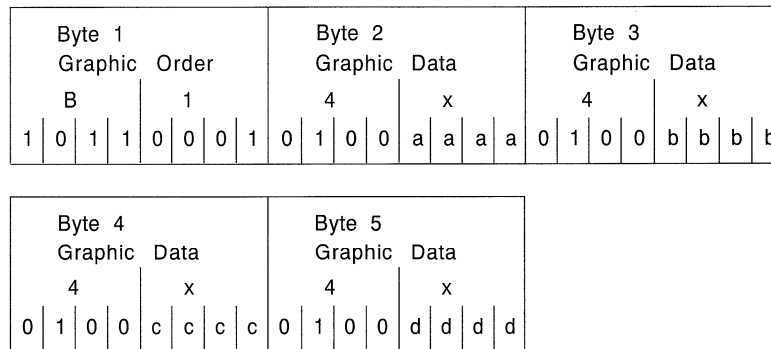 Byte 1 Byte 2 Byte 3
Graphic Order Graphic Data Graphic Data
B 1 4 x 4 x
1 0 1 1 0 0 0 1 0 1 0 0 a a a a 0 1 0 0 b b b b
Byte 4 Byte 5
Graphic Data Graphic Data
4 x 4 x
0 1 0 0 c c c c 0 1 0 0 d d d d